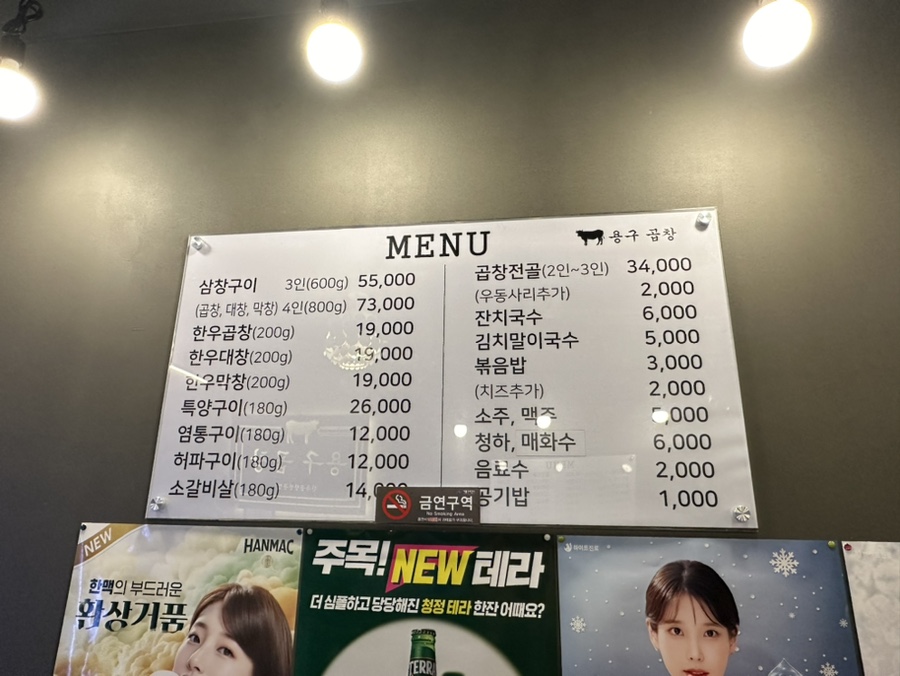 MENU
용구 곱창
삼창구이 3인(600g) 55,000
(곱창, 대창, 막창) 4인(800g) 73,000
한우곱창(200g) 19,000
한우대창(200g) 19,000
한우막창(200g) 19,000
특양구이(180g) 26,000
염통구이(180g) 12,000
허파구이(180g) 12,000
소갈비살(180g) 14,
곱창전골(2인~3인) 34,000
(우동사리추가) 2,000
잔치국수 6,000
김치말이국수 5,000
볶음밥 3,000
(치즈추가) 2,000
소주, 맥주 ,000
청하, 매화수 6,000
음료수 2,000
공기밥 1,000
금연구역
No Smoking Area
NEW
HANMAC
한맥의 부드러운
환상거품
주목! NEW 테라
더 심플하고 당당해진 청정 테라 한잔 어때요?
TERRA
하이트진로